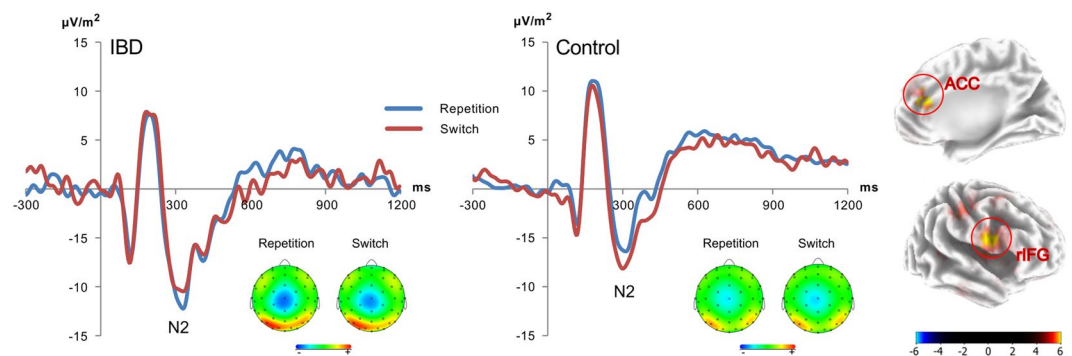 µV/m²
15
IBD
10
5
-300
300
600
900
1200
ms
-5
-10
-15
N2
Repetition
Switch
Repetition
Switch
-
+
µV/m²
15
Control
10
5
-300
300
600
900
1200
ms
-5
-10
-15
N2
Repetition
Switch
-
+
ACC
rIFG
-6 -4 -2 0 2 4 6